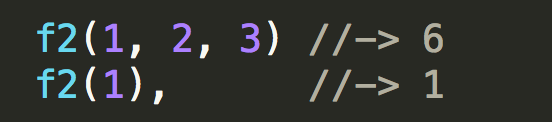 f2(1, 2, 3) //—> 6
f2(1),      //—> 1